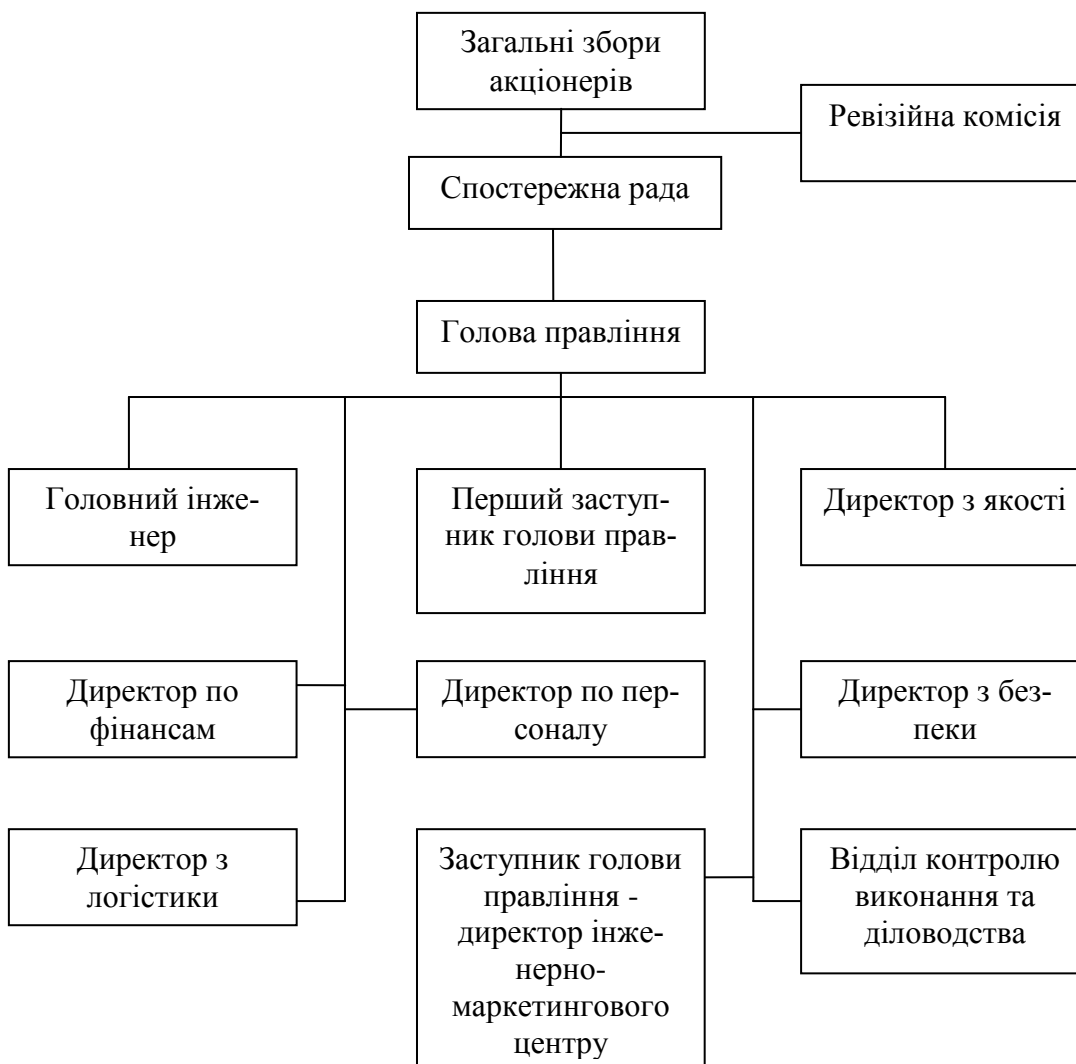 Загальні збори
акціонерів
Ревізійна комісія
Спостережна рада
Голова правління
Головний інже-
нер
Перший заступ-
ник голови прав-
ління
Директор з якості
Директор по
фінансам
Директор по пер-
соналу
Директор з без-
пеки
Директор з
логістики
Заступник голови
правління -
директор інже-
нерно-
маркетингового
центру
Відділ контролю
виконання та
діловодства